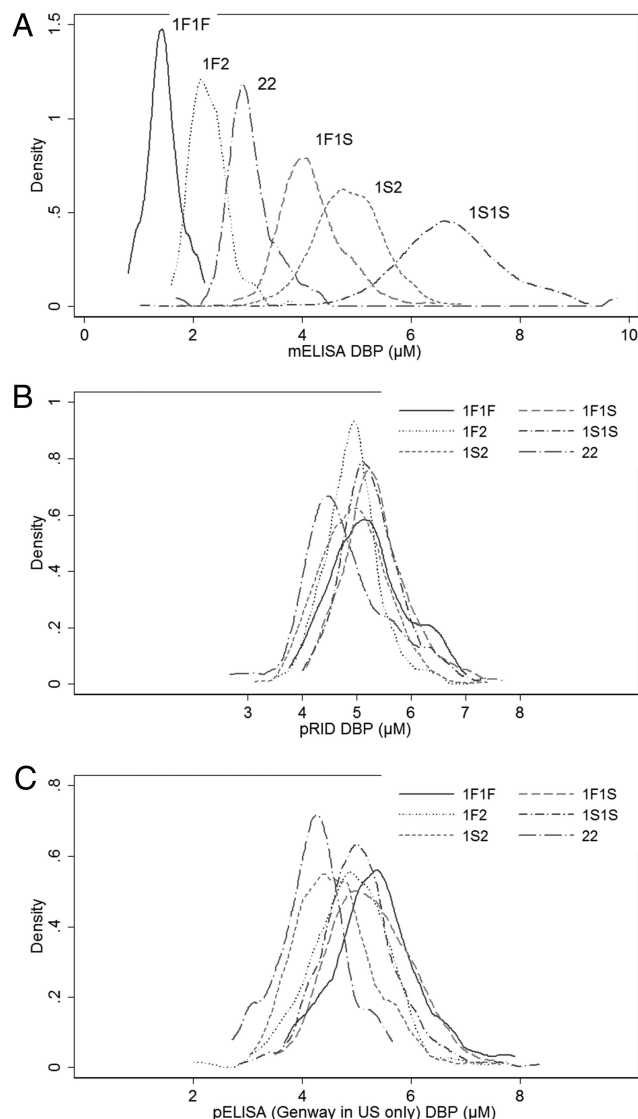 A
1.5
1
.5
0
Density
1F1F
1F2
22
1F1S
1S2
1S1S
0 2 4 6 8 10
mELISA DBP (µM)
B
1
.8
.6
.4
.2
0
Density
1F1F 1F1S
1F2 1S1S
1S2 22
3 4 5 6 7 8
pRID DBP (µM)
C
.8
.6
.4
.2
0
Density
1F1F 1F1S
1F2 1S1S
1S2 22
2 4 6 8
pELISA (Genway in US only) DBP (µM)